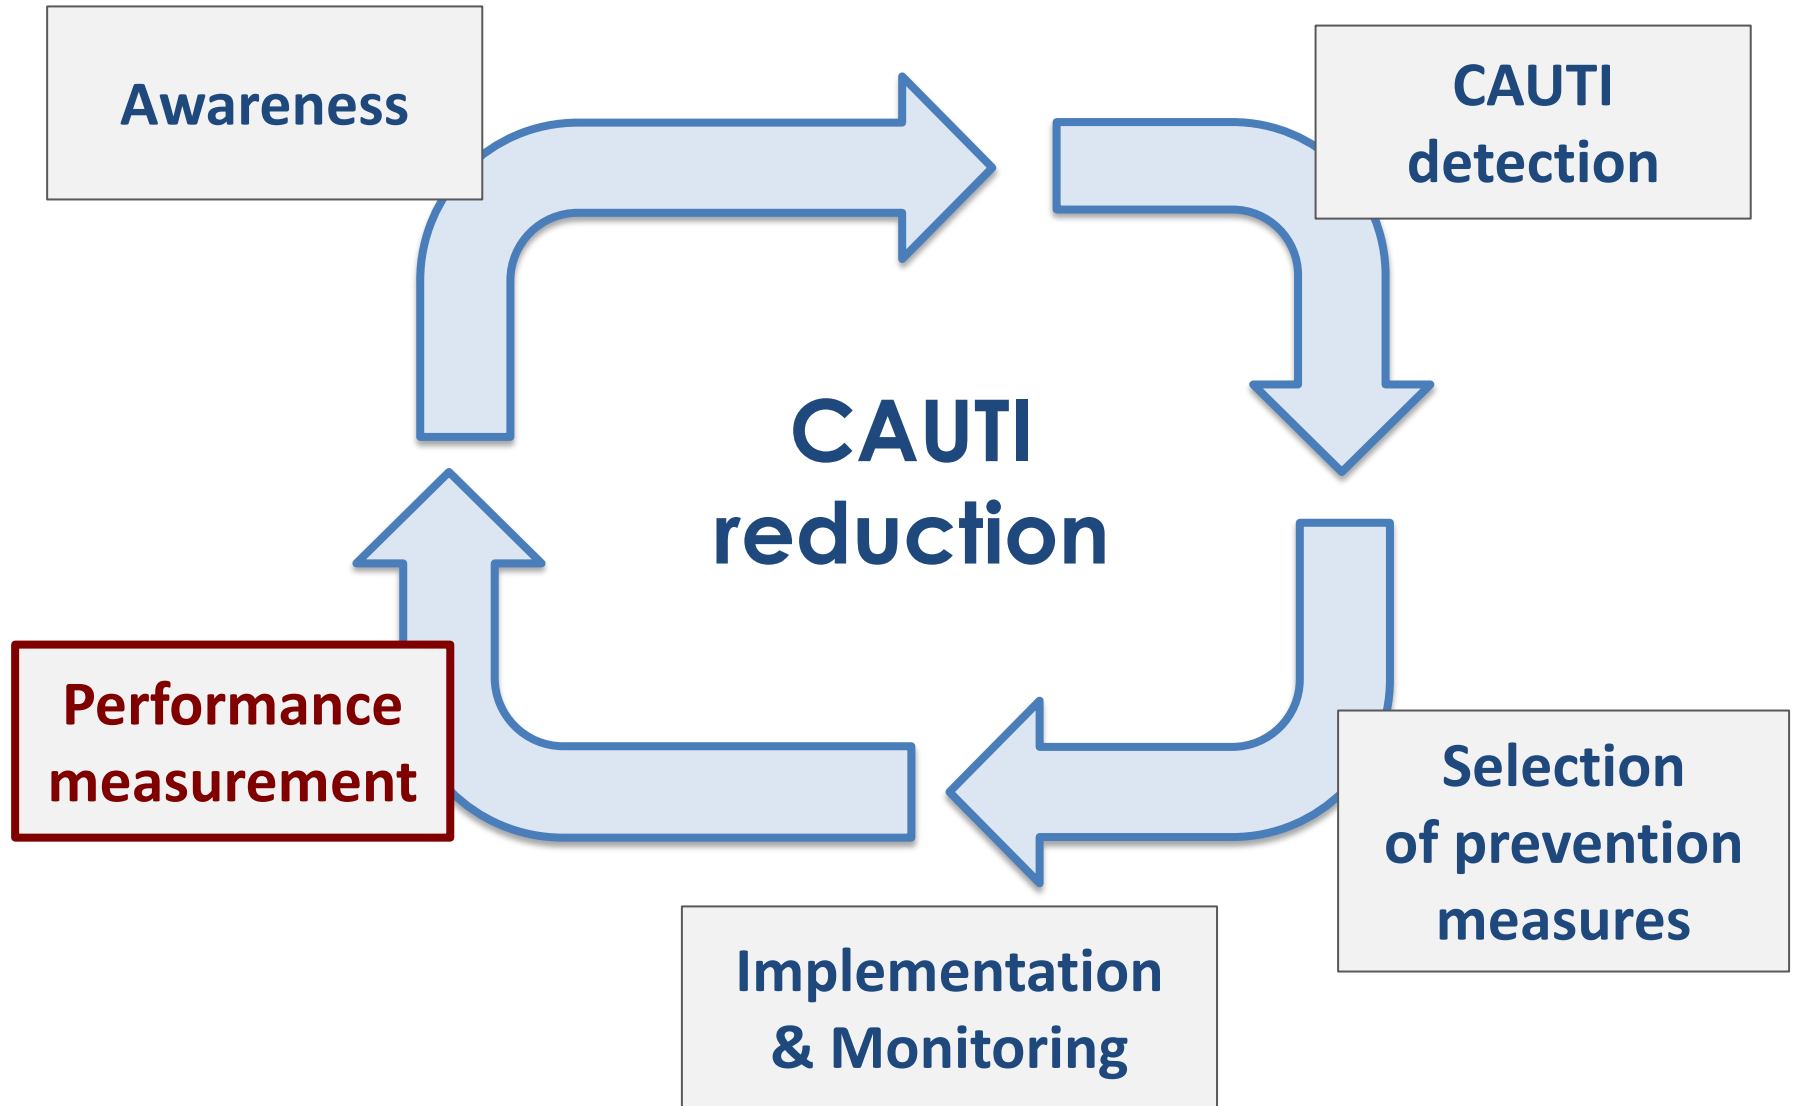 Awareness
CAUTI
detection
CAUTI
reduction
Performance
measurement
Selection
of prevention
measures
Implementation
& Monitoring